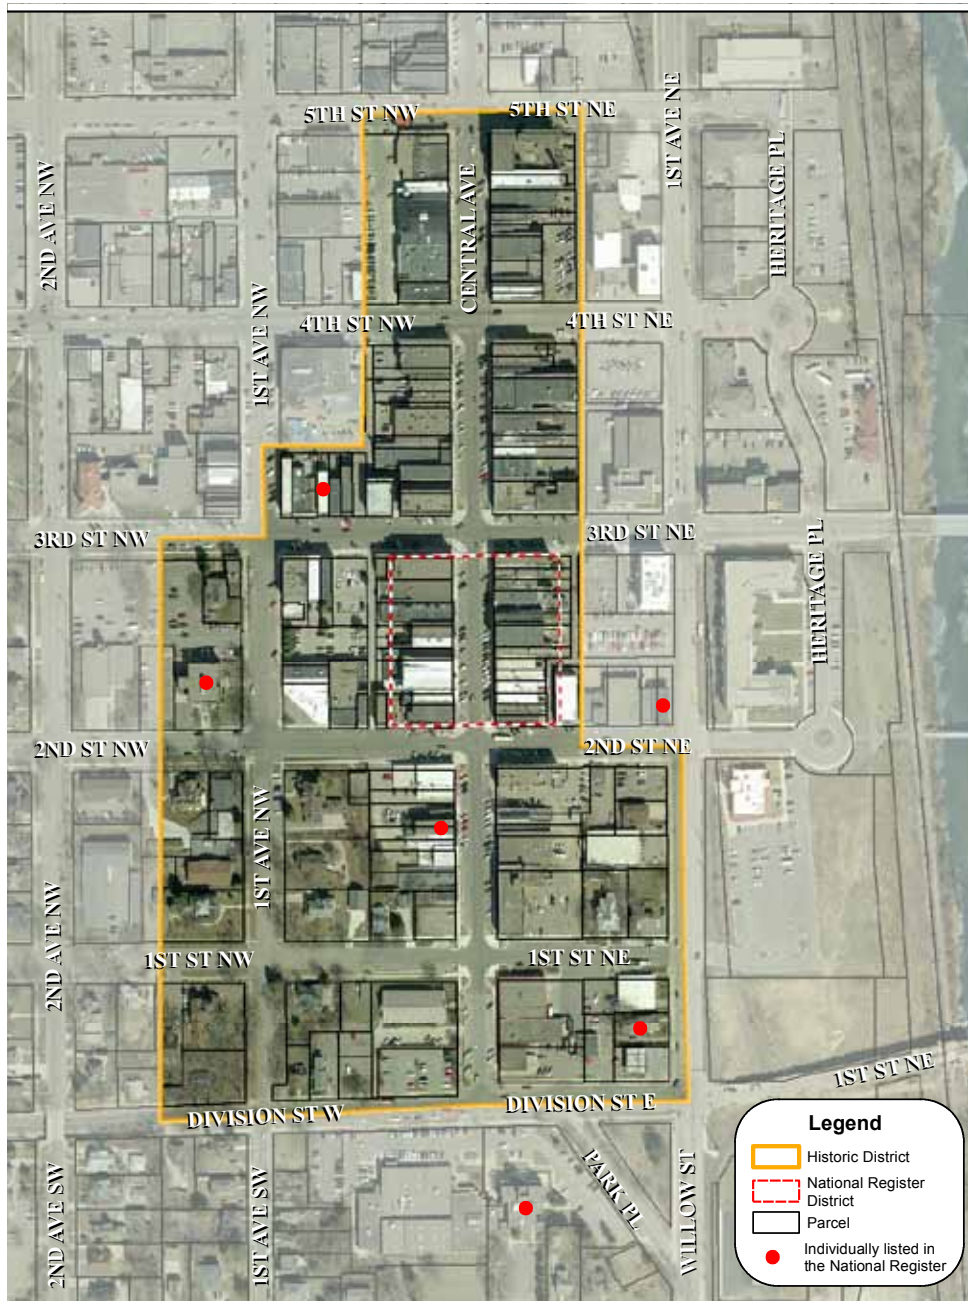 5TH ST NW
5TH ST NE
1ST AVE NE
HERITAGE PL
2ND AVE NW
CENTRAL AVE
1ST AVE NW
4TH ST NW
4TH ST NE
3RD ST NW
3RD ST NE
HERITAGE PL
2ND ST NW
2ND ST NE
1ST AVE NW
2ND AVE NW
1ST ST NW
1ST ST NE
1ST ST NE
DIVISION ST W
DIVISION ST E
2ND AVE SW
1ST AVE SW
PARK PL
WILLOW ST
Legend
Historic District
National Register
District
Parcel
Individually listed in
the National Register